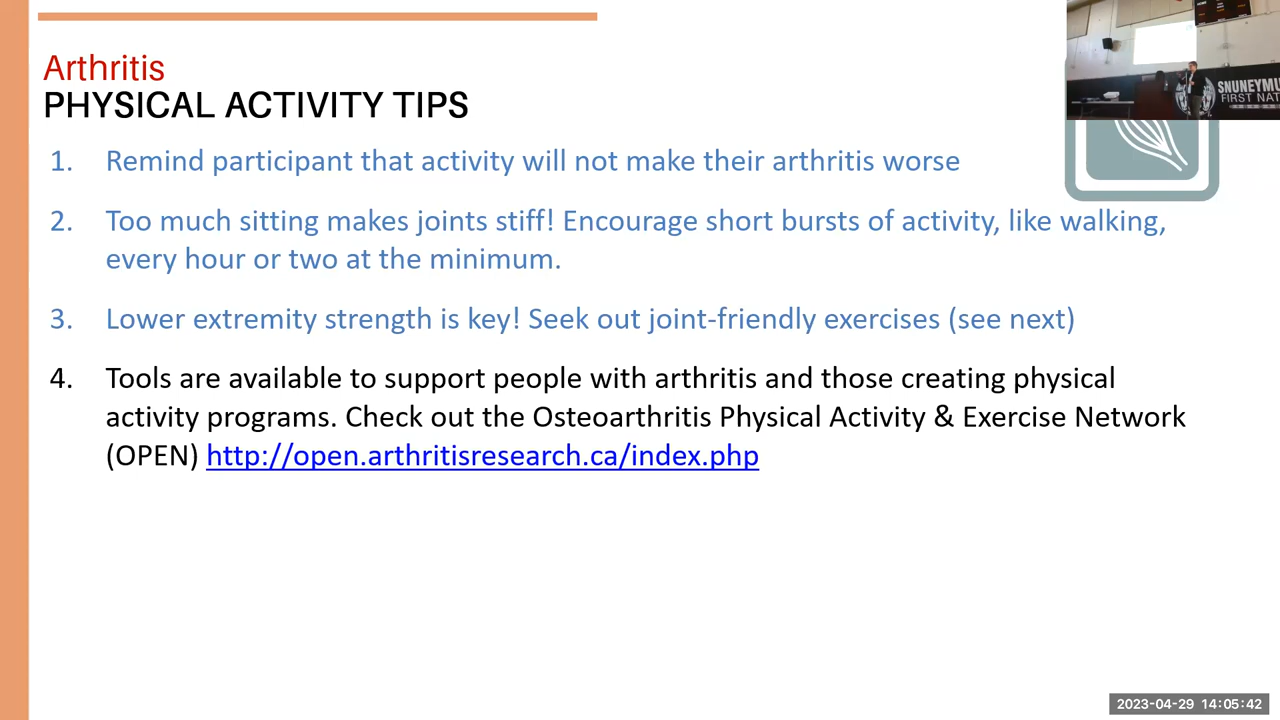 SNUNEYMU
FIRST NAT
Arthritis
PHYSICAL ACTIVITY TIPS
1. Remind participant that activity will not make their arthritis worse
2. Too much sitting makes joints stiff! Encourage short bursts of activity, like walking,
every hour or two at the minimum.
3. Lower extremity strength is key! Seek out joint-friendly exercises (see next)
4. Tools are available to support people with arthritis and those creating physical
activity programs. Check out the Osteoarthritis Physical Activity & Exercise Network
(OPEN) http://open.arthritisresearch.ca/index.php
2023-04-29 14:05:42